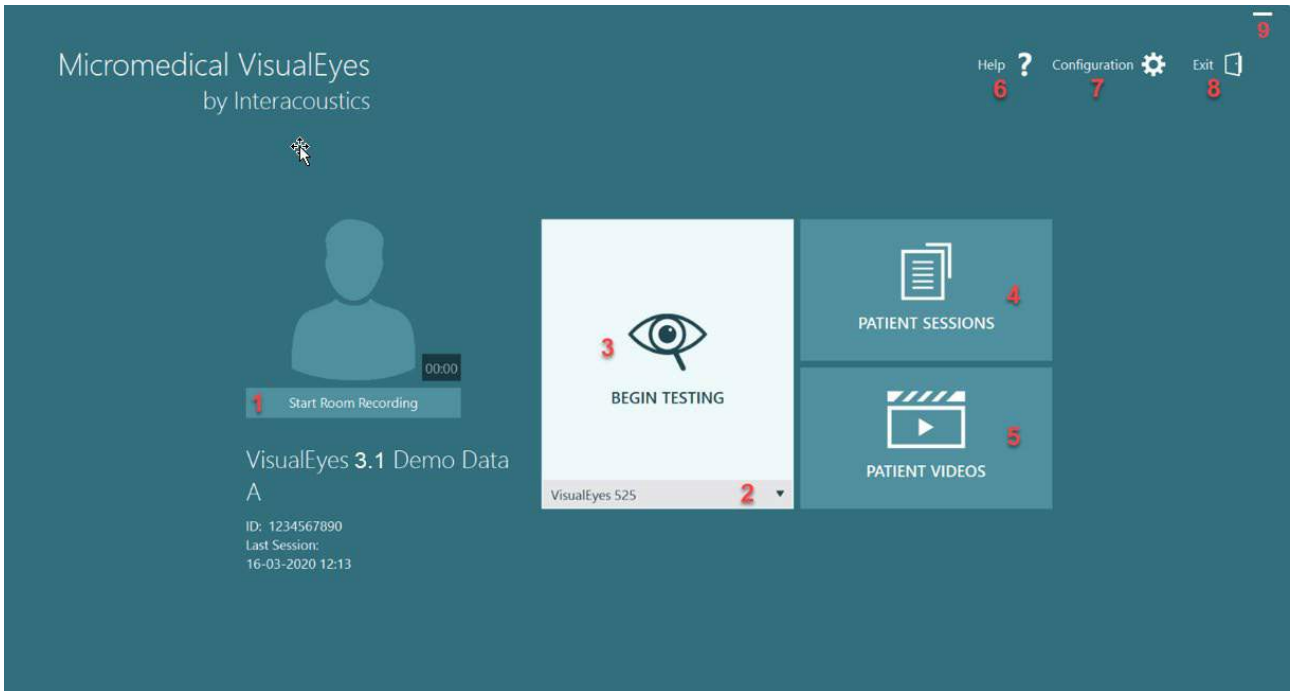 9
Micromedical VisualEyes
by Interacoustics
Help ? Configuration Exit
6 7 8
00:00
1 Start Room Recording
VisualEyes 3.1 Demo Data
A
ID: 1234567890
Last Session:
16-03-2020 12:13
3
BEGIN TESTING
VisualEyes 525 2
4
PATIENT SESSIONS
5
PATIENT VIDEOS